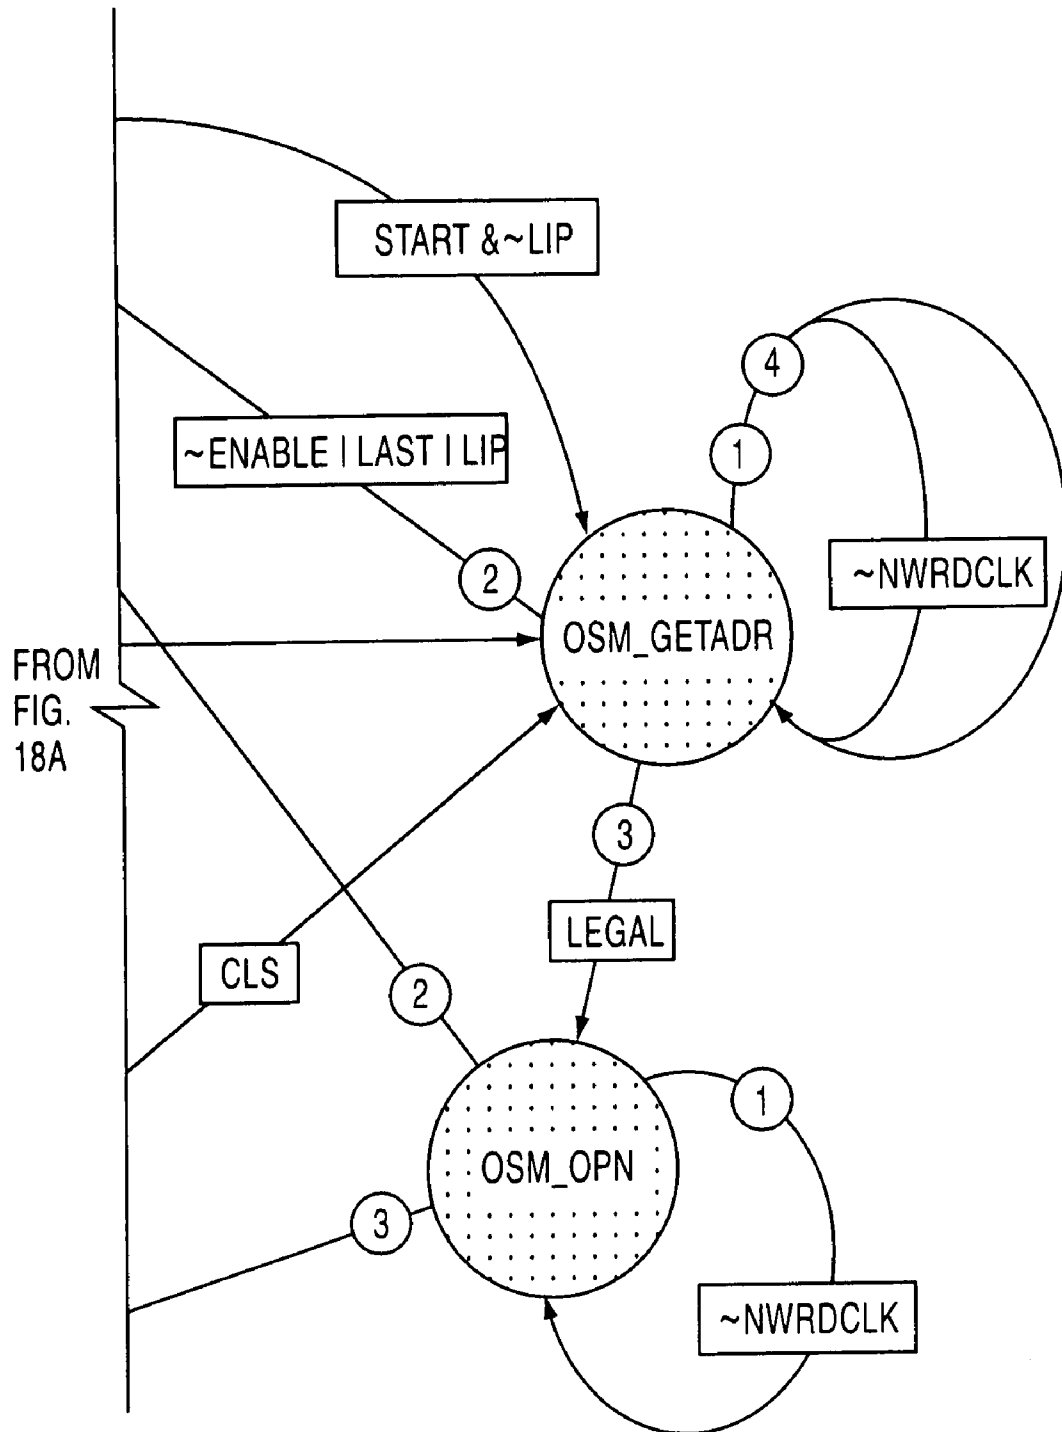 START &~LIP
4
1
~ENABLE | LAST | LIP
~NWRDCLK
2
OSM_GETADR
FROM
FIG.
18A
3
LEGAL
CLS
2
1
OSM_OPN
3
~NWRDCLK